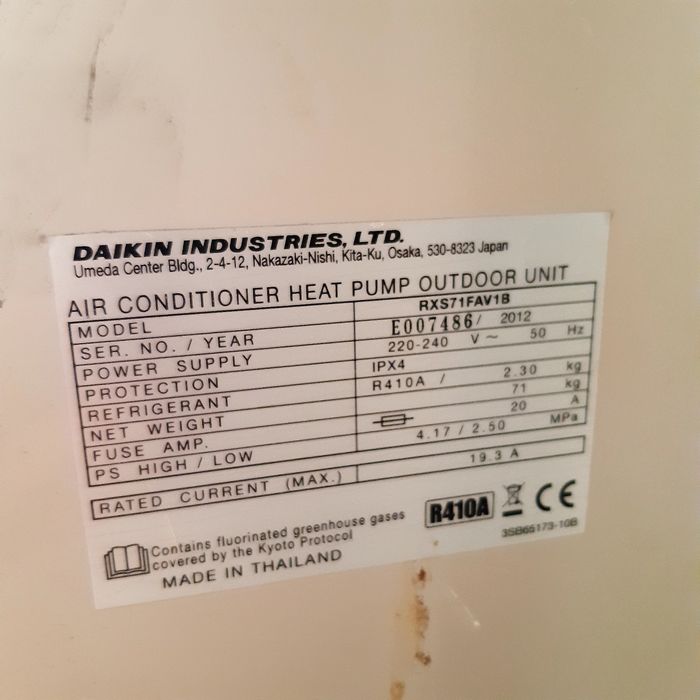 DAIKIN INDUSTRIES, LTD.
Umeda Center Bldg., 2-4-12, Nakazaki-Nishi, Kita-Ku, Osaka, 530-8323 Japan
AIR CONDITIONER HEAT PUMP OUTDOOR UNIT
MODEL RXS71FAV1B
SER. NO. / YEAR E007486 / 2012
POWER SUPPLY 220-240 V ~ 50 Hz
PROTECTION IPX4
REFRIGERANT R410A / 2.30 kg
NET WEIGHT 71 kg
FUSE AMP. 20 A
PS HIGH / LOW 4.17 / 2.50 MPa
RATED CURRENT (MAX.) 19.3 A
R410A CE
Contains fluorinated greenhouse gases
covered by the Kyoto Protocol
3SB65173-10B
MADE IN THAILAND